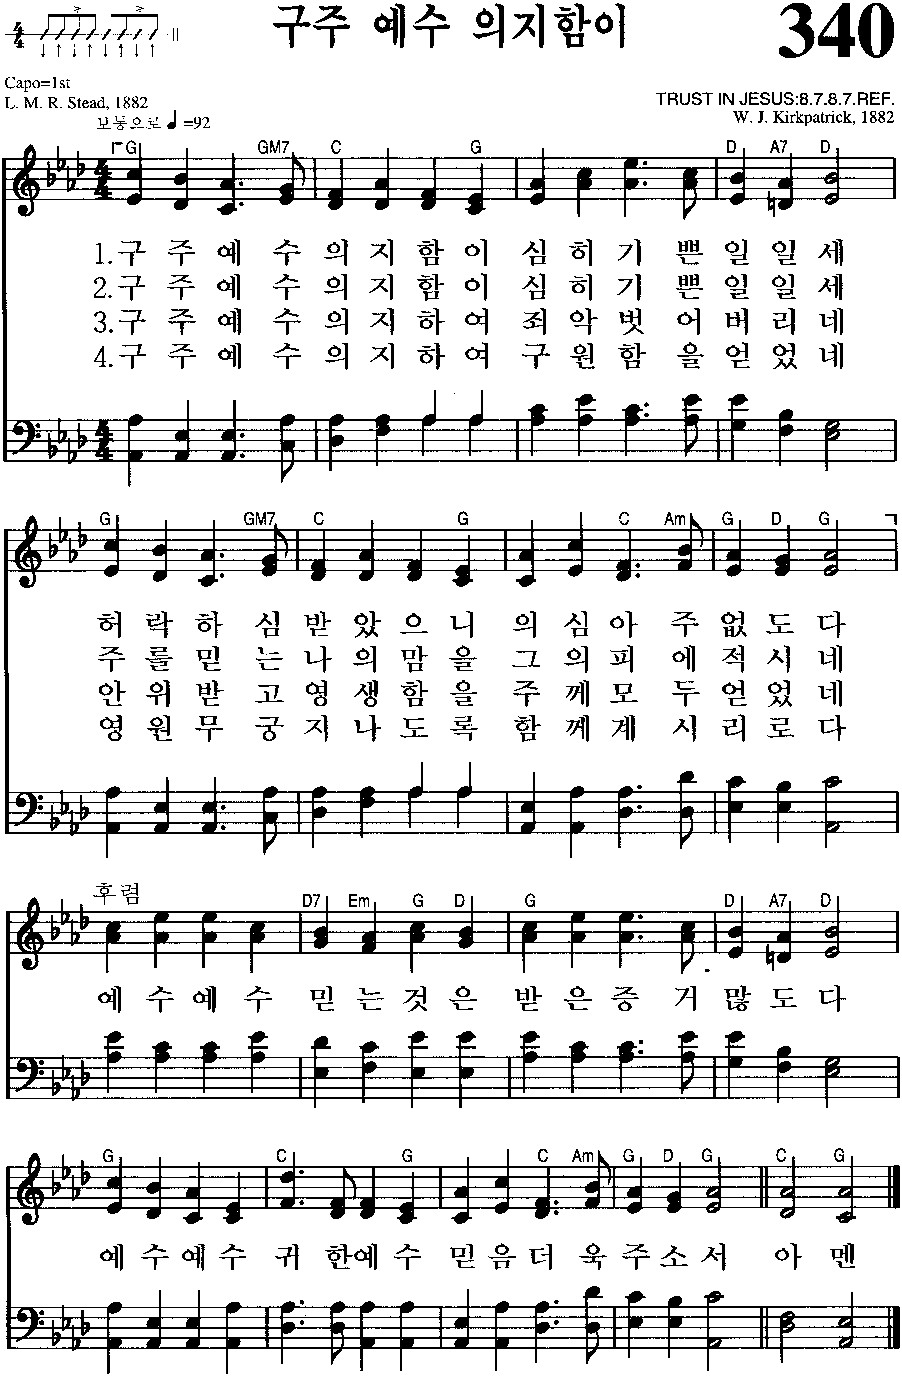 구주 예수 의지함이
340
Capo=1st
L. M. R. Stead, 1882
TRUST IN JESUS:8.7.8.7.REF.
W. J. Kirkpatrick, 1882
보통으로 ♩=92
G GM7 C G D A7 D
1.구 주 예 수 의 지 함 이 심 히 기 쁜 일 일 세
2.구 주 예 수 의 지 함 이 심 히 기 쁜 일 일 세
3.구 주 예 수 의 지 하 여 죄 악 벗 어 버 리 네
4.구 주 예 수 의 지 하 여 구 원 함 을 얻 었 네
G GM7 C G C Am G D G
허 락 하 심 받 았 으 니 의 심 아 주 없 도 다
주 를 믿 는 나 의 맘 을 그 의 피 에 적 시 네
안 위 받 고 영 생 함 을 주 께 모 두 얻 었 네
영 원 무 궁 지 나 도 록 함 께 계 시 리 로 다
후 렴
D7 Em G D G D A7 D
예 수 예 수 믿 는 것 은 받 은 증 거 많 도 다
G C G C Am G D G C G
예 수 예 수 귀 한 예 수 믿 음 더 욱 주 소 서 아 멘